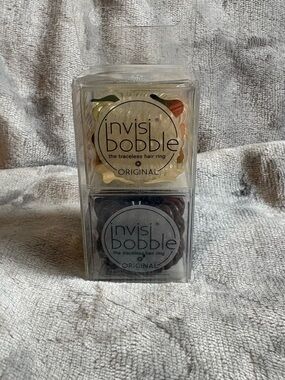 invisi
bobble
the traceless hair ring
ORIGINAL
invisi
bobble
the traceless hair ring
ORIGINAL